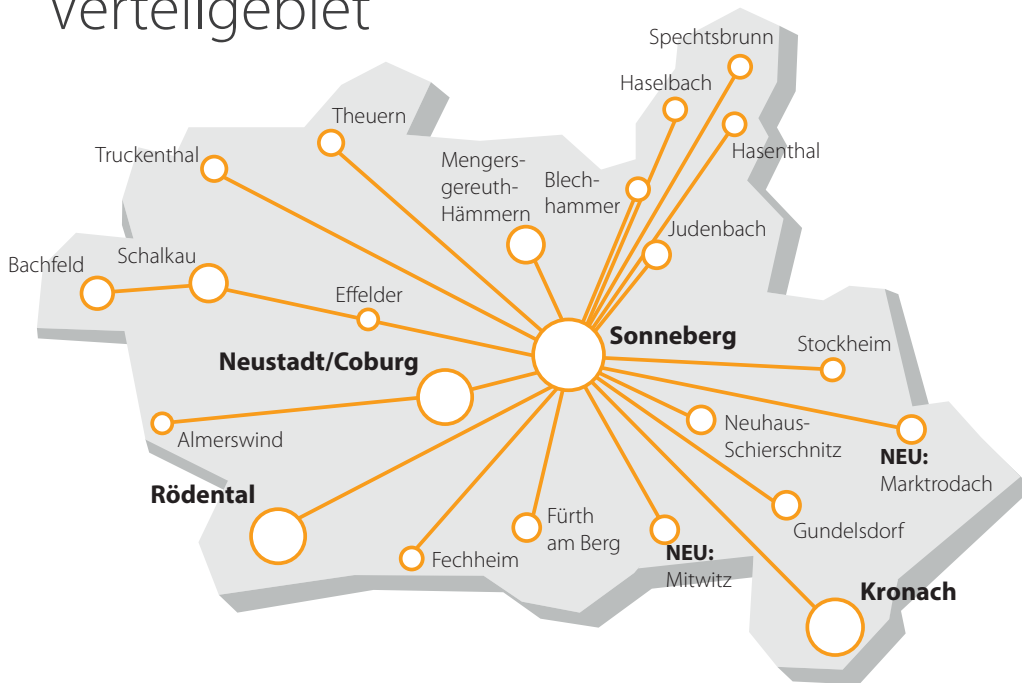 Verteilgebiet
Spechtsbrunn
Haselbach
Theuern
Hasenthal
Truckenthal
Mengers-
gereuth-
Hämmern
Blech-
hammer
Judenbach
Schalkau
Bachfeld
Effelder
Sonneberg
Stockheim
Neustadt/Coburg
Neuhaus-
Schierschnitz
Almerswind
NEU:
Marktrodach
Rödental
Fürth
am Berg
Gundelsdorf
Fechheim
NEU:
Mitwitz
Kronach